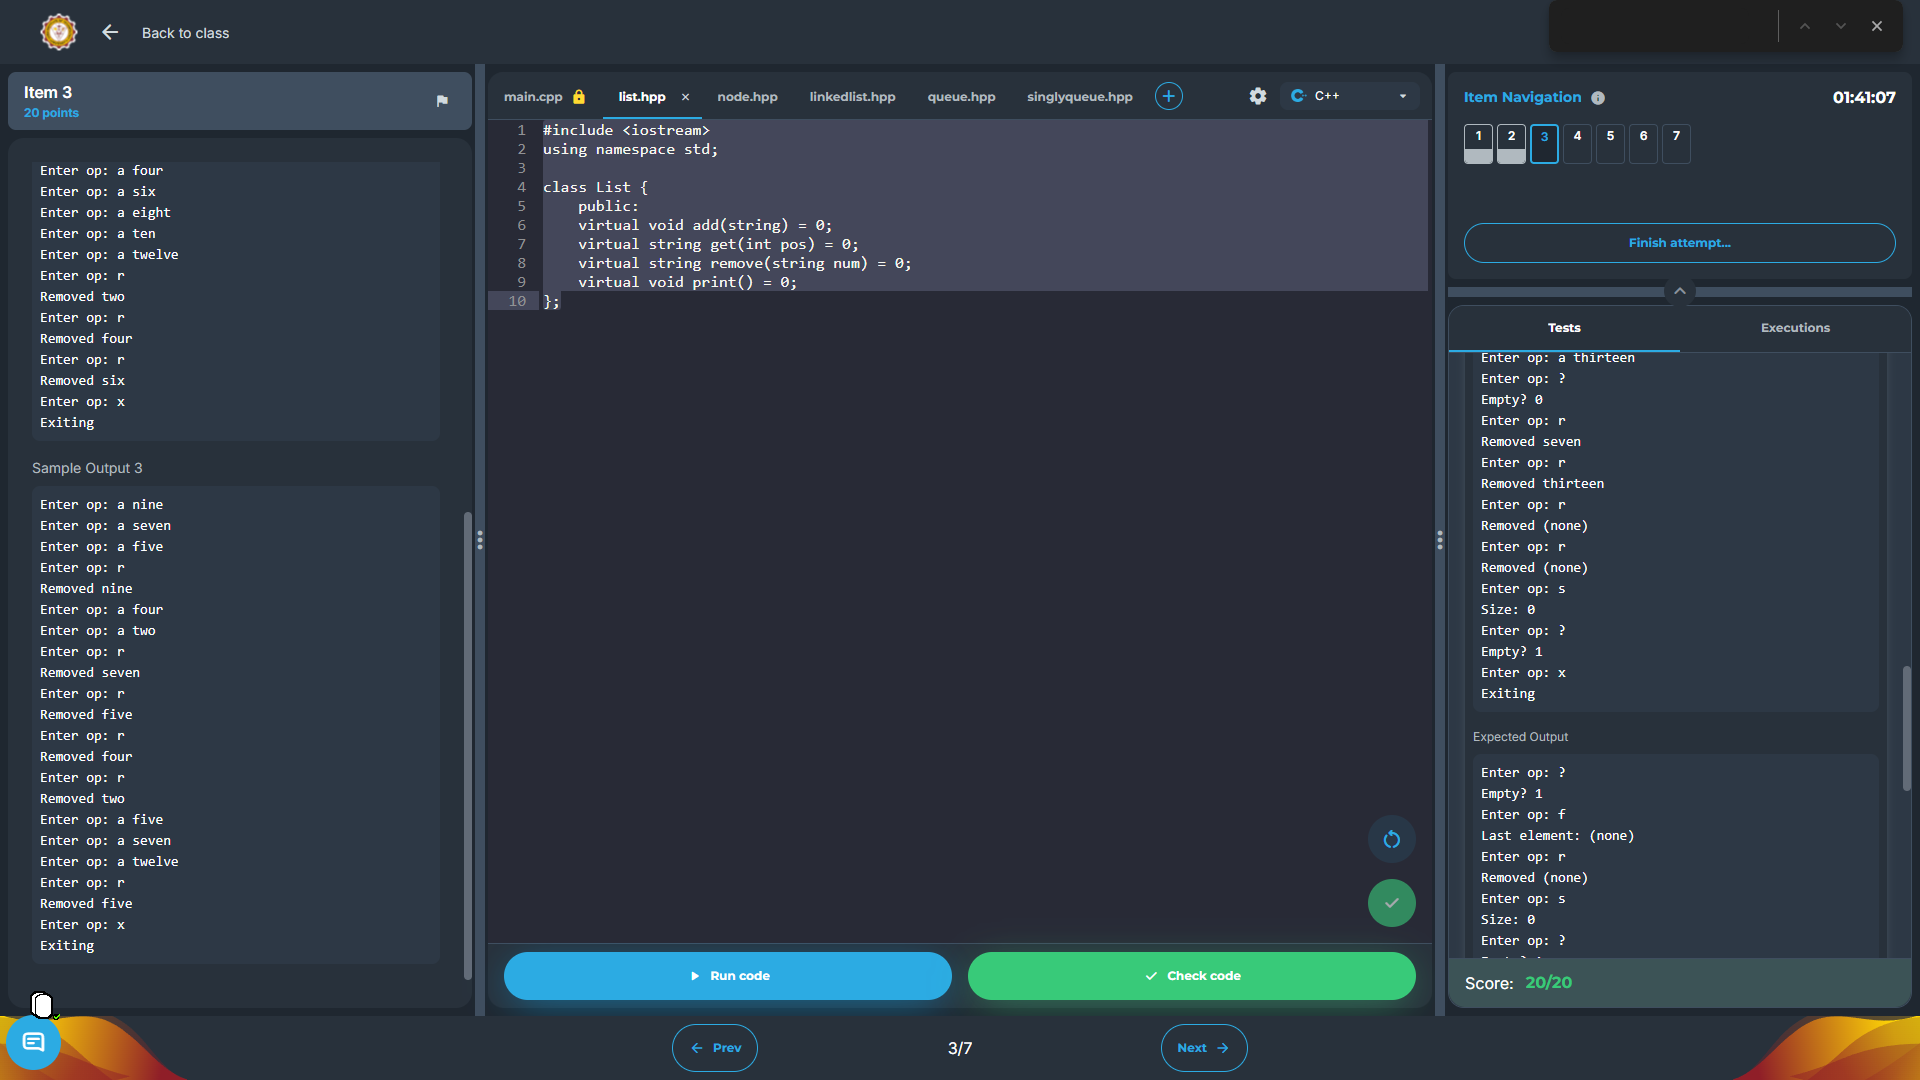 Back to class
Item 3
20 points
Enter op: a four
Enter op: a six
Enter op: a eight
Enter op: a ten
Enter op: a twelve
Enter op: r
Removed two
Enter op: r
Removed four
Enter op: r
Removed six
Enter op: x
Exiting
Sample Output 3
Enter op: a nine
Enter op: a seven
Enter op: a five
Enter op: r
Removed nine
Enter op: a four
Enter op: a two
Enter op: r
Removed seven
Enter op: r
Removed five
Enter op: r
Removed four
Enter op: r
Removed two
Enter op: a five
Enter op: a seven
Enter op: a twelve
Enter op: r
Removed five
Enter op: x
Exiting
main.cpp list.hpp × node.hpp linkedlist.hpp queue.hpp singlyqueue.hpp C++
1 #include <iostream>
2 using namespace std;
3
4 class List {
5 public:
6 virtual void add(string) = 0;
7 virtual string get(int pos) = 0;
8 virtual string remove(string num) = 0;
9 virtual void print() = 0;
10 };
Run code
Check code
Prev
3/7
Next
Item Navigation 01:41:07
1 2 3 4 5 6 7
Finish attempt...
Tests Executions
Enter op: a thirteen
Enter op: ?
Empty? 0
Enter op: r
Removed seven
Enter op: r
Removed thirteen
Enter op: r
Removed (none)
Enter op: r
Removed (none)
Enter op: s
Size: 0
Enter op: ?
Empty? 1
Enter op: x
Exiting
Expected Output
Enter op: ?
Empty? 1
Enter op: f
Last element: (none)
Enter op: r
Removed (none)
Enter op: s
Size: 0
Enter op: ?
Score: 20/20